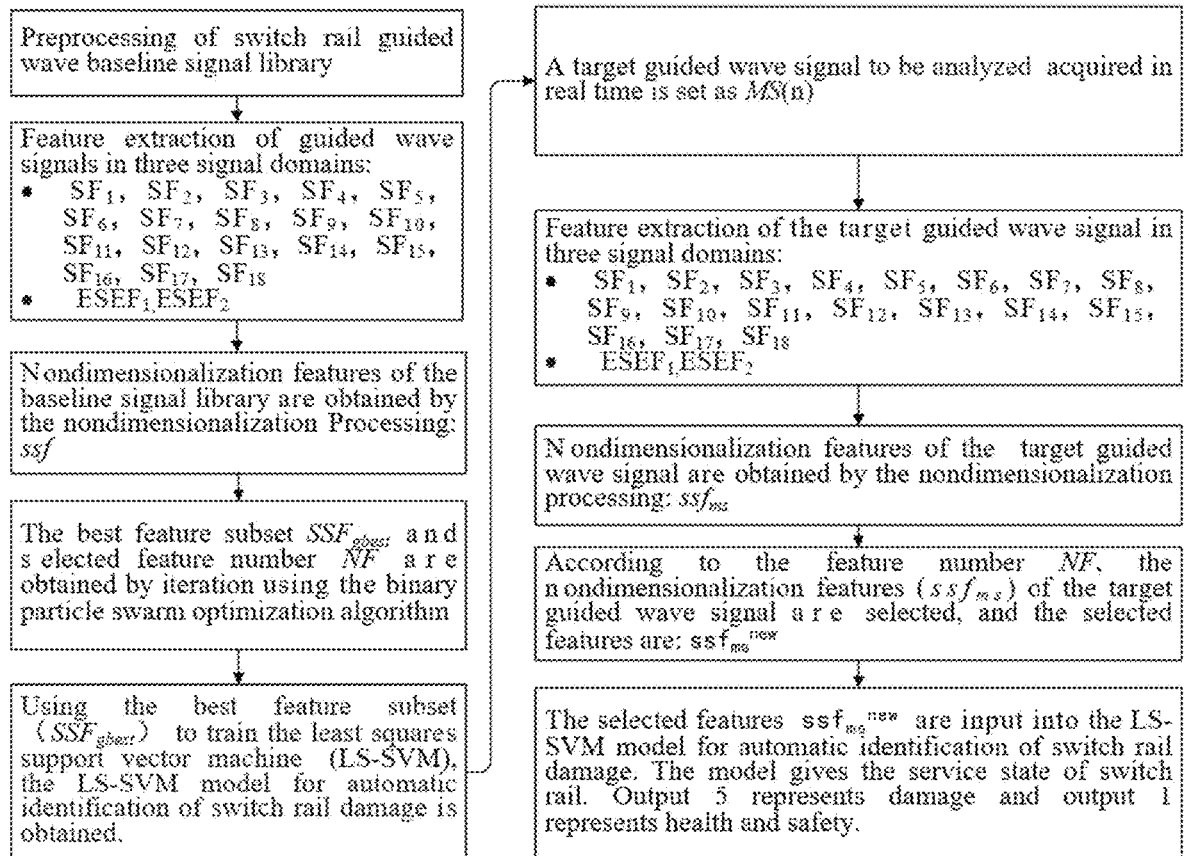 Preprocessing of switch rail guided
wave baseline signal library
Feature extraction of guided wave
signals in three signal domains:
• SF₁, SF₂, SF₃, SF₄, SF₅,
SF₆, SF₇, SF₈, SF₉, SF₁₀,
SF₁₁, SF₁₂, SF₁₃, SF₁₄, SF₁₅,
SF₁₆, SF₁₇, SF₁₈
• ESEF₁,ESEF₂
Nondimensionalization features of the
baseline signal library are obtained by
the nondimensionalization Processing:
ssf
The best feature subset SSF_gbest and
selected feature number NF are
obtained by iteration using the binary
particle swarm optimization algorithm
Using the best feature subset
(SSF_gbest) to train the least squares
support vector machine (LS-SVM),
the LS-SVM model for automatic
identification of switch rail damage is
obtained.
A target guided wave signal to be analyzed acquired in
real time is set as MS(n)
Feature extraction of the target guided wave signal in
three signal domains:
• SF₁, SF₂, SF₃, SF₄, SF₅, SF₆, SF₇, SF₈,
SF₉, SF₁₀, SF₁₁, SF₁₂, SF₁₃, SF₁₄, SF₁₅,
SF₁₆, SF₁₇, SF₁₈
• ESEF₁,ESEF₂
Nondimensionalization features of the target guided
wave signal are obtained by the nondimensionalization
processing: ssf_ms
According to the feature number NF, the
nondimensionalization features (ssf_ms) of the target
guided wave signal are selected, and the selected
features are: ssf_ms^new
The selected features ssf_ms^new are input into the LS-
SVM model for automatic identification of switch rail
damage. The model gives the service state of switch
rail. Output 5 represents damage and output 1
represents health and safety.